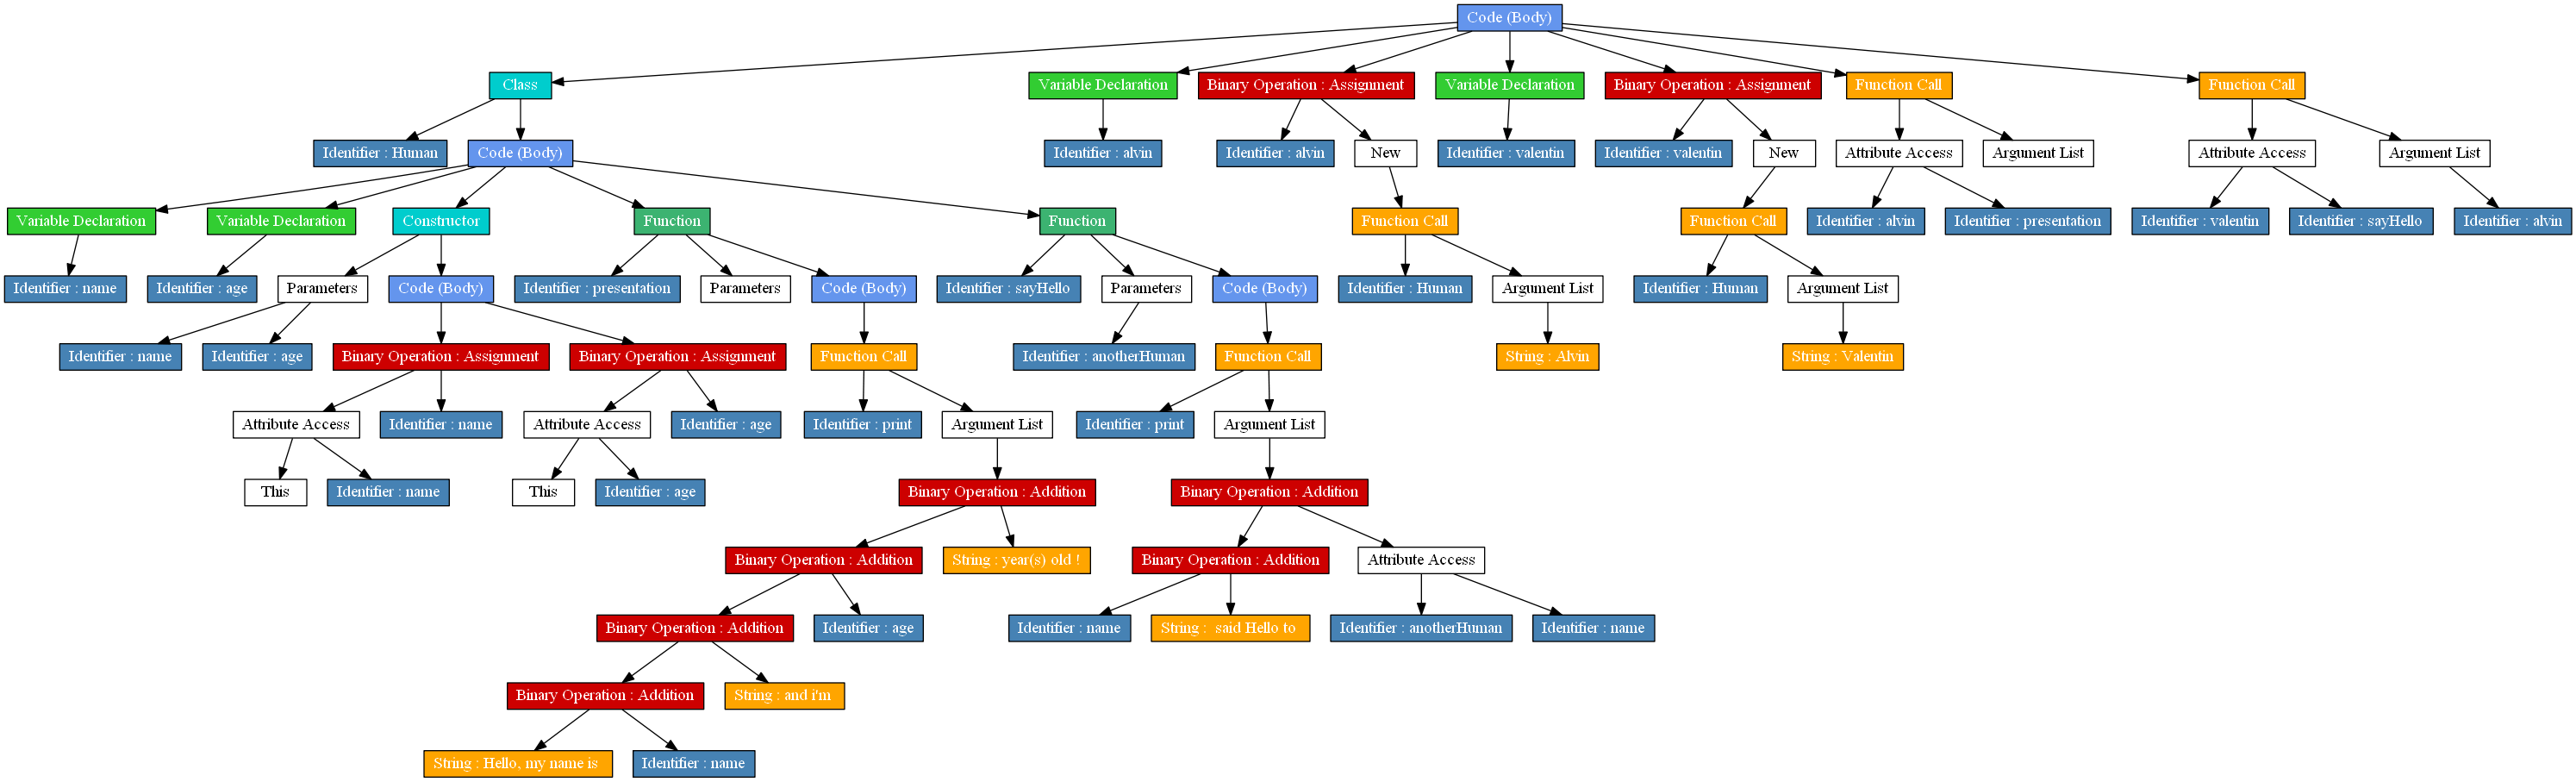 Code (Body)
Class
Variable Declaration
Binary Operation : Assignment
Variable Declaration
Binary Operation : Assignment
Function Call
Function Call
Identifier : Human
Code (Body)
Identifier : alvin
Identifier : alvin
New
Identifier : valentin
Identifier : valentin
New
Attribute Access
Argument List
Attribute Access
Argument List
Variable Declaration
Variable Declaration
Constructor
Function
Function
Function Call
Function Call
Identifier : alvin
Identifier : presentation
Identifier : valentin
Identifier : sayHello
Identifier : alvin
Identifier : name
Identifier : age
Parameters
Code (Body)
Identifier : presentation
Parameters
Code (Body)
Identifier : sayHello
Parameters
Code (Body)
Identifier : Human
Argument List
Identifier : Human
Argument List
Identifier : name
Identifier : age
Binary Operation : Assignment
Binary Operation : Assignment
Function Call
Identifier : anotherHuman
Function Call
String : Alvin
String : Valentin
Attribute Access
Identifier : name
Attribute Access
Identifier : age
Identifier : print
Argument List
Identifier : print
Argument List
This
Identifier : name
This
Identifier : age
Binary Operation : Addition
Binary Operation : Addition
Binary Operation : Addition
String : year(s) old !
Binary Operation : Addition
Attribute Access
Binary Operation : Addition
Identifier : age
Identifier : name
String :  said Hello to
Identifier : anotherHuman
Identifier : name
Binary Operation : Addition
String : and i'm
String : Hello, my name is
Identifier : name